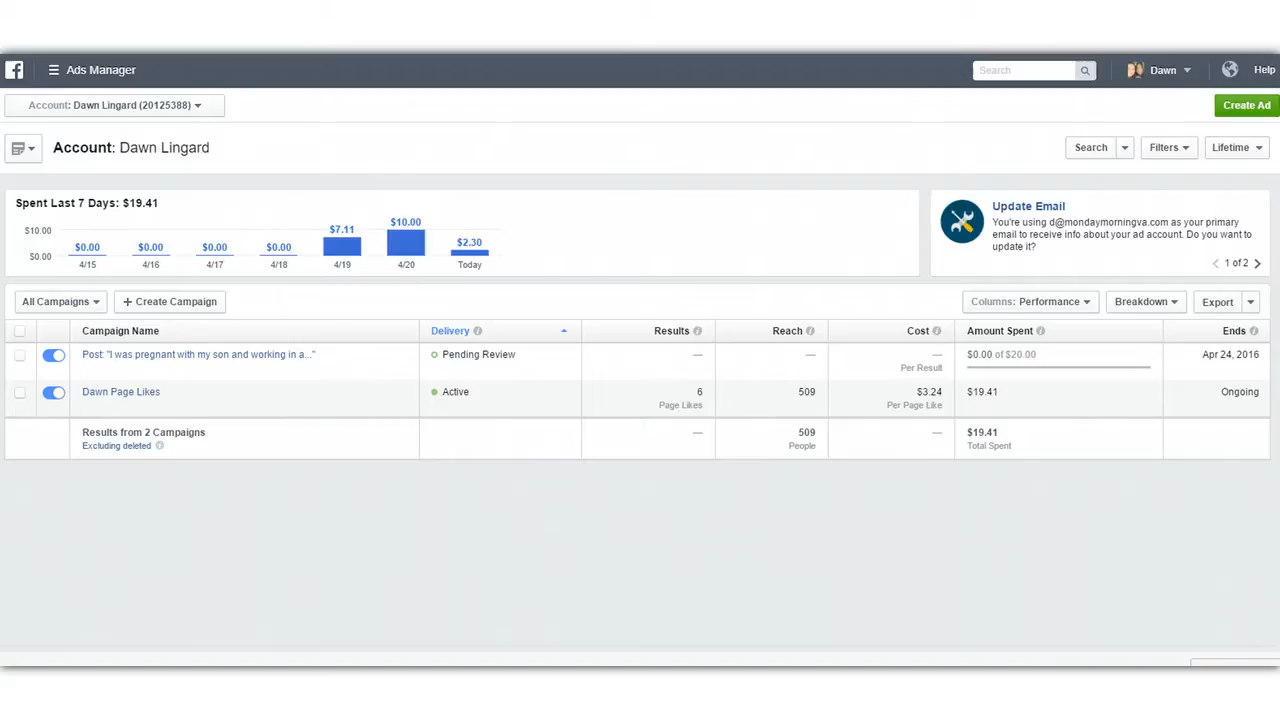 Ads Manager
Search
Dawn
Help
Account: Dawn Lingard (20125388)
Create Ad
Account: Dawn Lingard
Search
Filters
Lifetime
Spent Last 7 Days: $19.41
$10.00
$0.00
$0.00
$0.00
$0.00
$0.00
$7.11
$10.00
$2.30
4/15
4/16
4/17
4/18
4/19
4/20
Today
Update Email
You're using d@mondaymorningva.com as your primary
email to receive info about your ad account. Do you want to
update it?
1 of 2
All Campaigns
+ Create Campaign
Columns: Performance
Breakdown
Export
Campaign Name
Delivery
Results
Reach
Cost
Amount Spent
Ends
Post: "I was pregnant with my son and working in a..."
Pending Review
—
—
—
Per Result
$0.00 of $20.00
Apr 24, 2016
Dawn Page Likes
Active
6
Page Likes
509
$3.24
Per Page Like
$19.41
Ongoing
Results from 2 Campaigns
Excluding deleted
—
509
People
—
$19.41
Total Spent